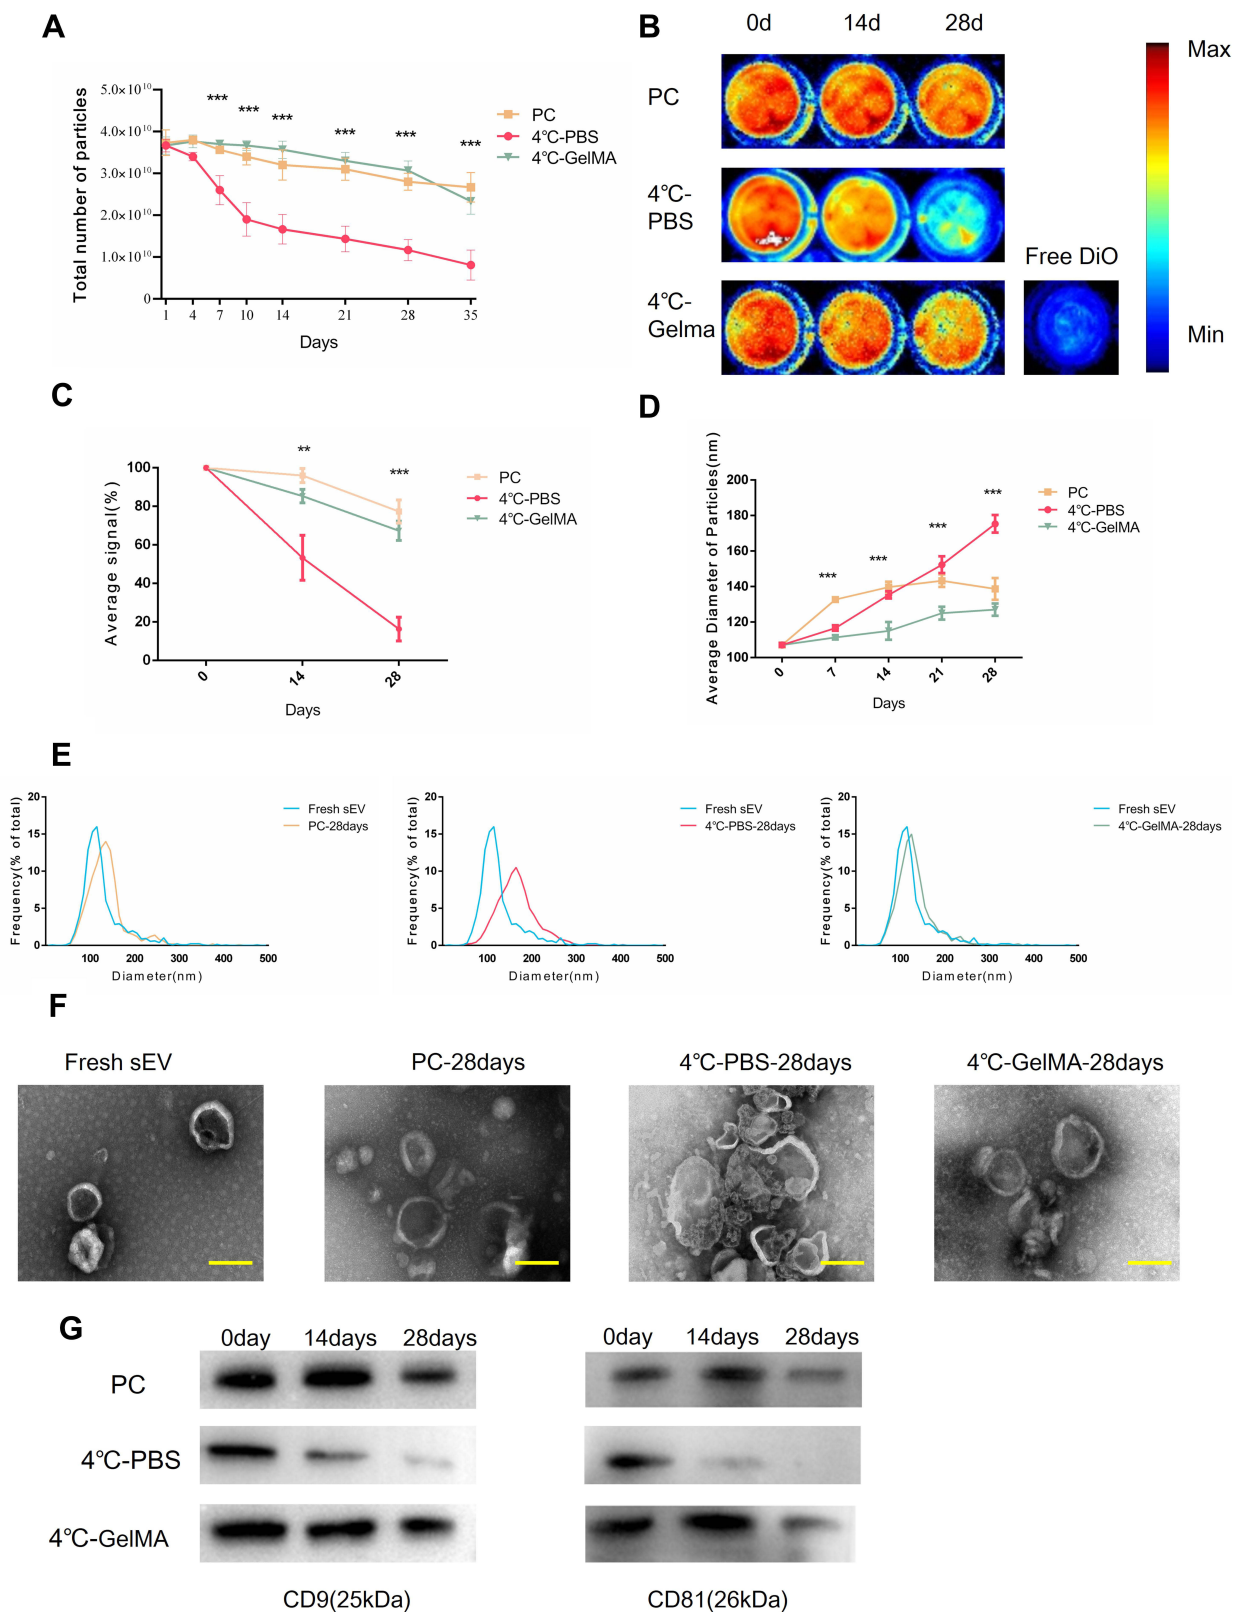 A
***
***
***
***
***
***
5.0×10¹⁰
4.0×10¹⁰
3.0×10¹⁰
2.0×10¹⁰
1.0×10¹⁰
0
Total number of particles
1 4 7 10 14 21 28 35
Days
PC
4℃-PBS
4℃-GelMA
B
0d 14d 28d
PC
4℃-
PBS
4℃-
Gelma
Free DiO
Max
Min
C
**
***
100
80
60
40
20
0
Average signal(%)
0 14 28
Days
PC
4℃-PBS
4℃-GelMA
D
***
***
***
***
200
180
160
140
120
100
Average Diameter of Particles(nm)
0 7 14 21 28
Days
PC
4℃-PBS
4℃-GelMA
E
20
15
10
5
0
Frequency(% of total)
100 200 300 400 500
Diameter(nm)
Fresh sEV
PC-28days
20
15
10
5
0
Frequency(% of total)
100 200 300 400 500
Diameter(nm)
Fresh sEV
4℃-PBS-28days
20
15
10
5
0
Frequency(% of total)
100 200 300 400 500
Diameter(nm)
Fresh sEV
4℃-GelMA-28days
F
Fresh sEV PC-28days 4℃-PBS-28days 4℃-GelMA-28days
G
0day 14days 28days 0day 14days 28days
PC
4℃-PBS
4℃-GelMA
CD9(25kDa) CD81(26kDa)